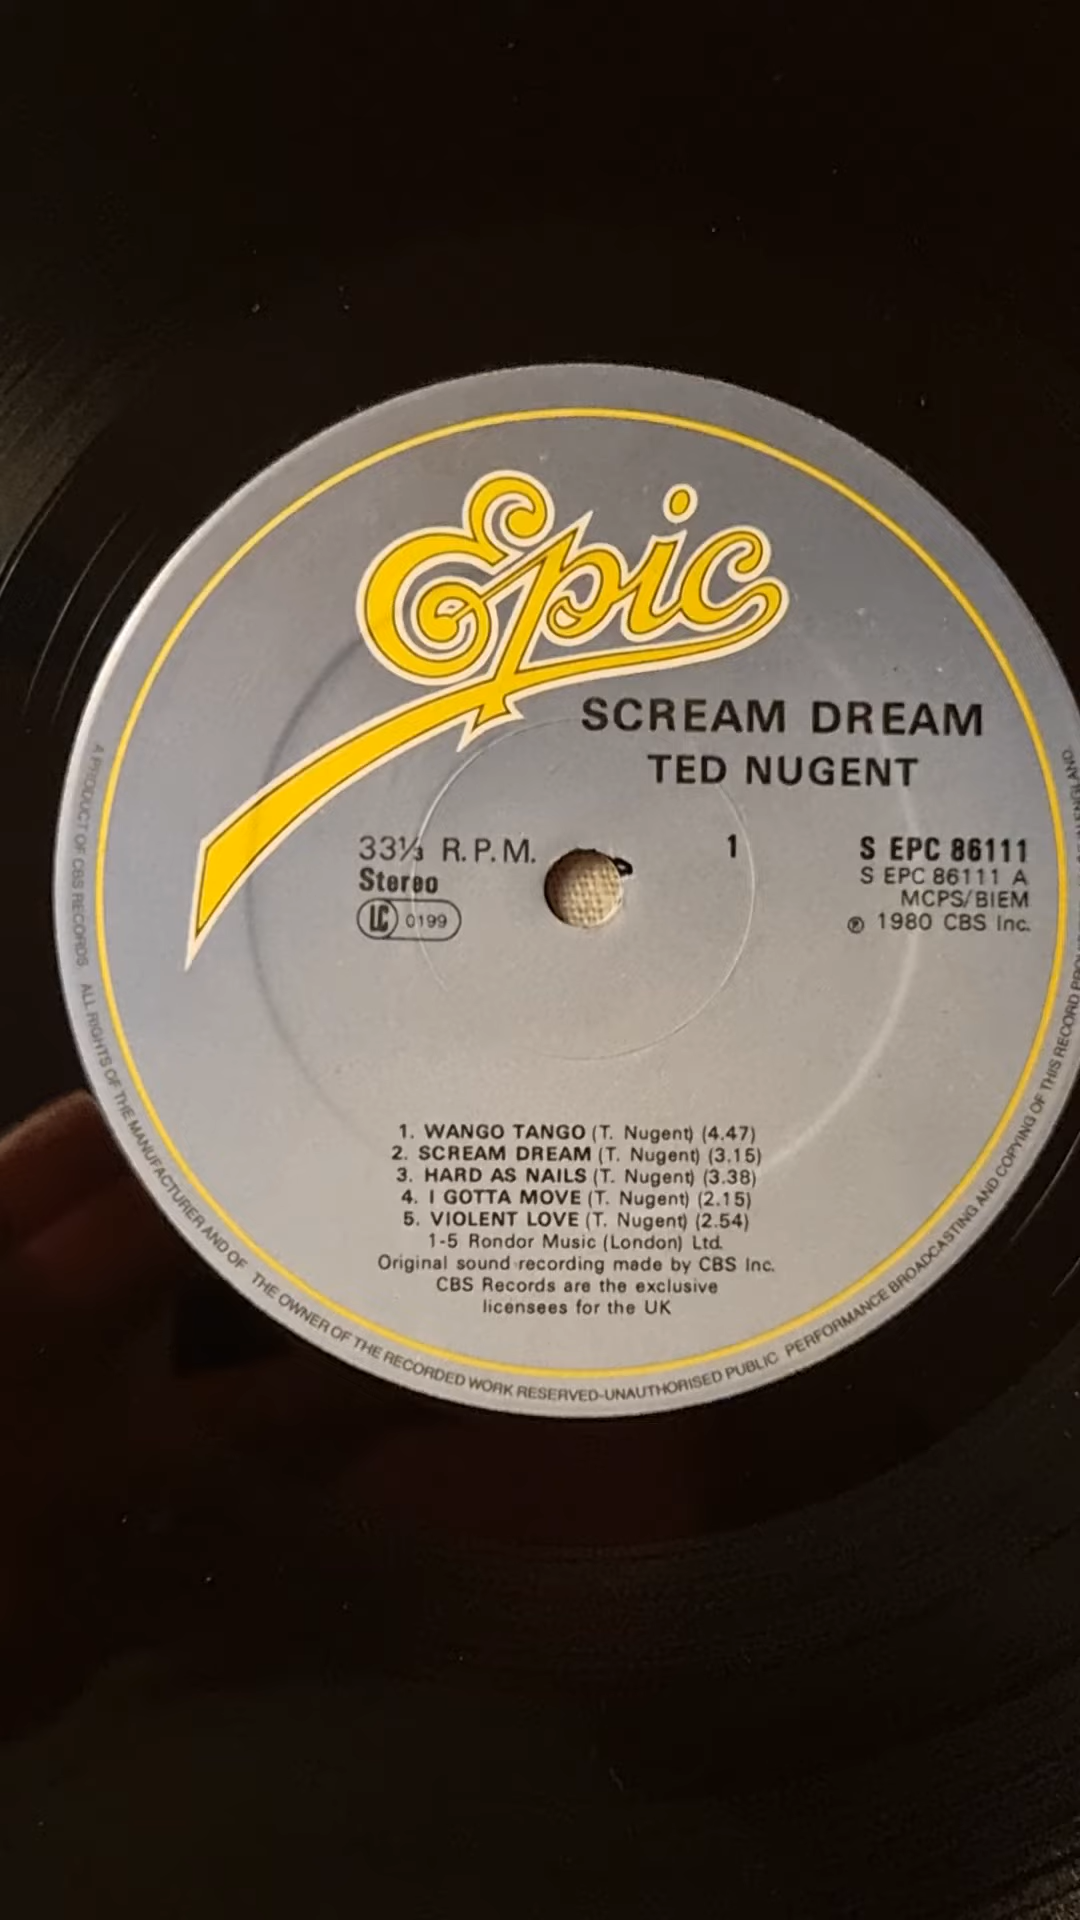 Epic
SCREAM DREAM
TED NUGENT
33⅓ R.P.M.
Stereo
LC 0199
1
S EPC 86111
S EPC 86111 A
MCPS/BIEM
℗ 1980 CBS Inc.
1. WANGO TANGO (T. Nugent) (4.47)
2. SCREAM DREAM (T. Nugent) (3.15)
3. HARD AS NAILS (T. Nugent) (3.38)
4. I GOTTA MOVE (T. Nugent) (2.15)
5. VIOLENT LOVE (T. Nugent) (2.54)
1-5 Rondor Music (London) Ltd.
Original sound recording made by CBS Inc.
CBS Records are the exclusive
licensees for the UK
A PRODUCT OF CBS RECORDS ALL RIGHTS OF THE MANUFACTURER AND OF THE OWNER OF THE RECORDED WORK RESERVED-UNAUTHORISED PUBLIC PERFORMANCE BROADCASTING AND COPYING OF THIS RECORD